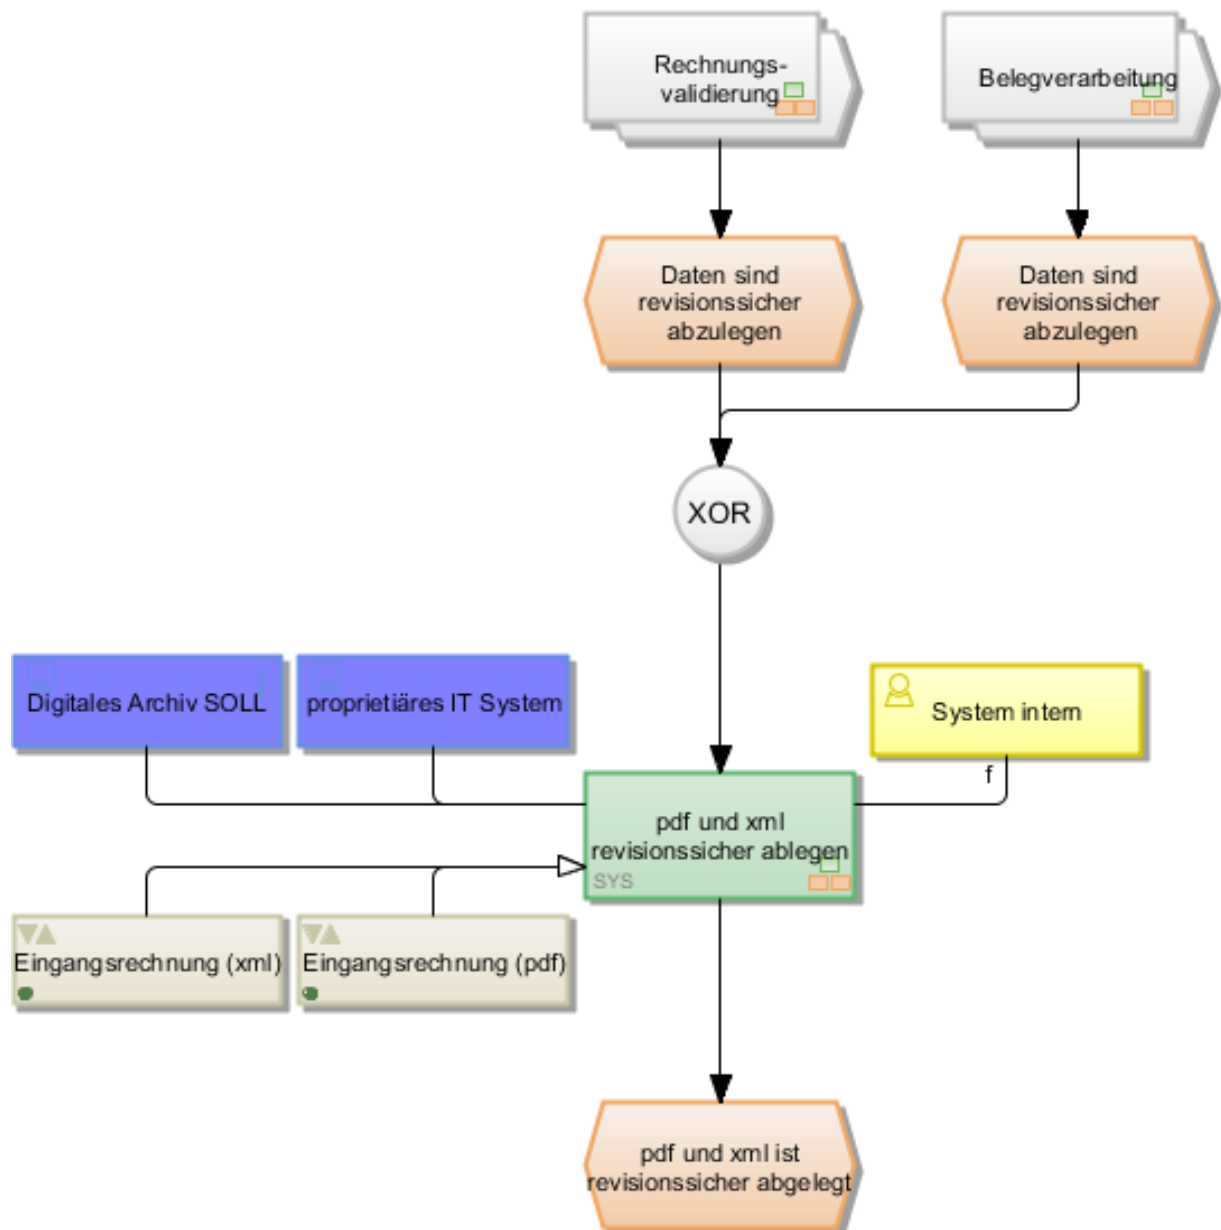 Rechnungs-
validierung
Belegverarbeitung
Daten sind
revisionssicher
abzulegen
Daten sind
revisionssicher
abzulegen
XOR
Digitales Archiv SOLL
proprietiäres IT System
System intern
f
pdf und xml
revisionssicher ablegen
SYS
Eingangsrechnung (xml)
Eingangsrechnung (pdf)
pdf und xml ist
revisionssicher abgelegt